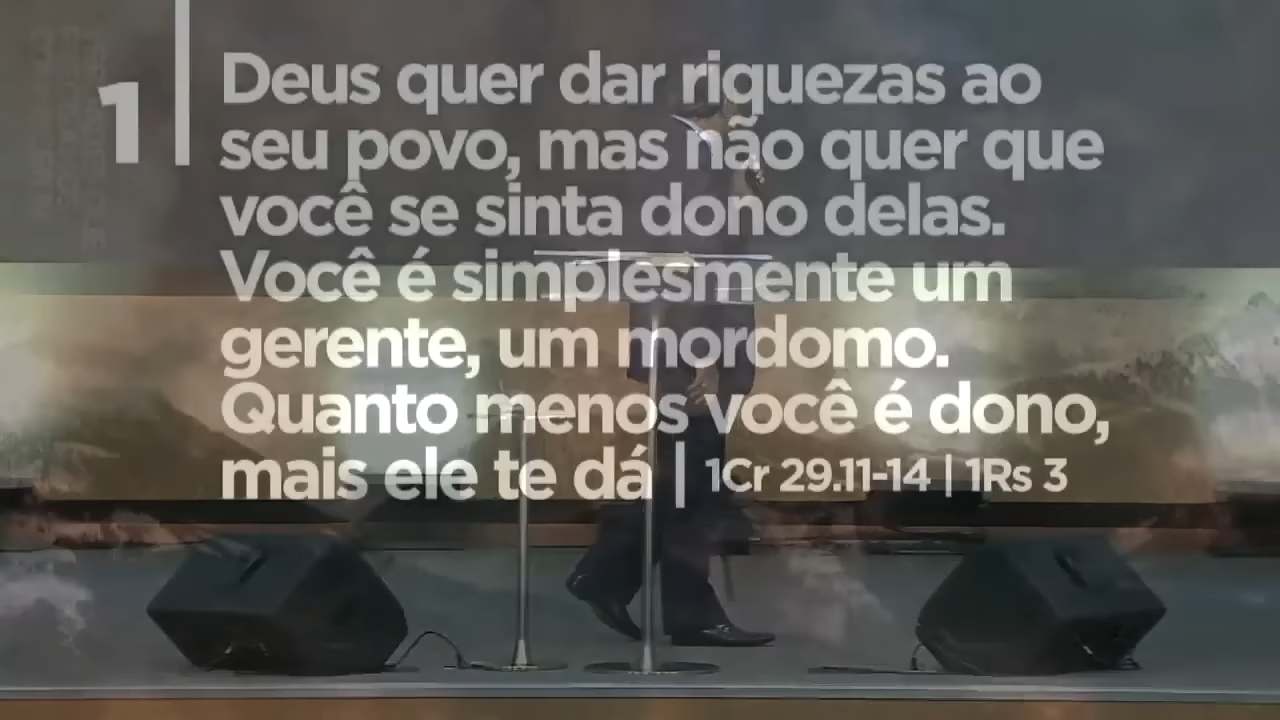 1
Deus quer dar riquezas ao
seu povo, mas não quer que
você se sinta dono delas.
Você é simplesmente um
gerente, um mordomo.
Quanto menos você é dono,
mais ele te dá | 1Cr 29.11-14 | 1Rs 3